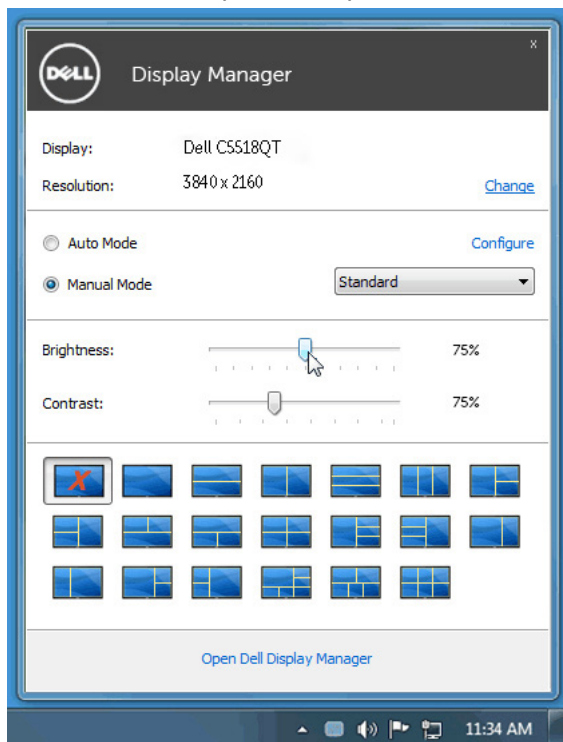 DELL Display Manager x
Display: Dell C5518QT
Resolution: 3840 x 2160 Change
Auto Mode Configure
Manual Mode Standard
Brightness: 75%
Contrast: 75%
Open Dell Display Manager
11:34 AM